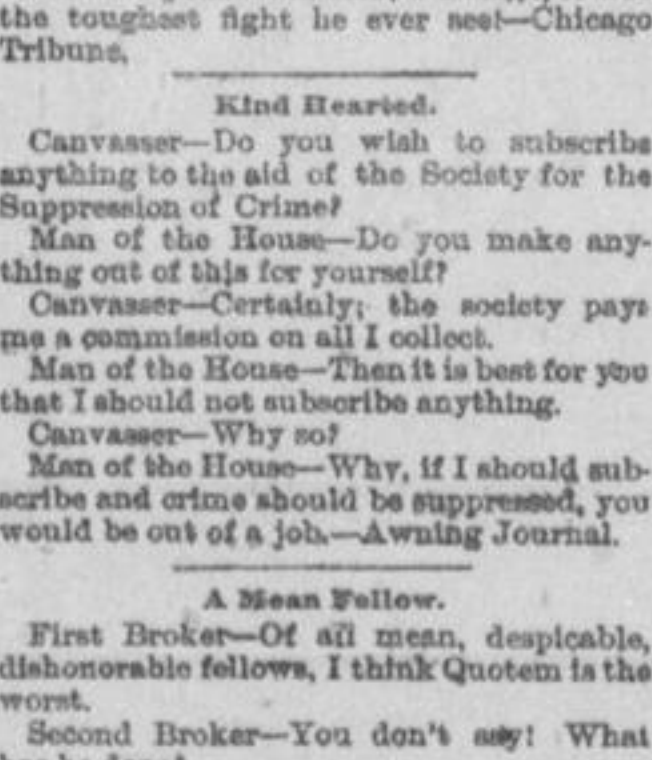 the toughest fight he ever see!—Chicago
Tribune.
Kind Hearted.
Canvasser—Do you wish to subscribe
anything to the aid of the Society for the
Suppression of Crime?
Man of the House—Do you make any-
thing out of this for yourself?
Canvasser—Certainly; the society pays
me a commission on all I collect.
Man of the House—Then it is best for you
that I should not subscribe anything.
Canvasser—Why so?
Man of the House—Why, if I should sub-
scribe and crime should be suppressed, you
would be out of a job.—Awning Journal.
A Mean Fellow.
First Broker—Of all mean, despicable,
dishonorable fellows, I think Quotem is the
worst.
Second Broker—You don't say! What